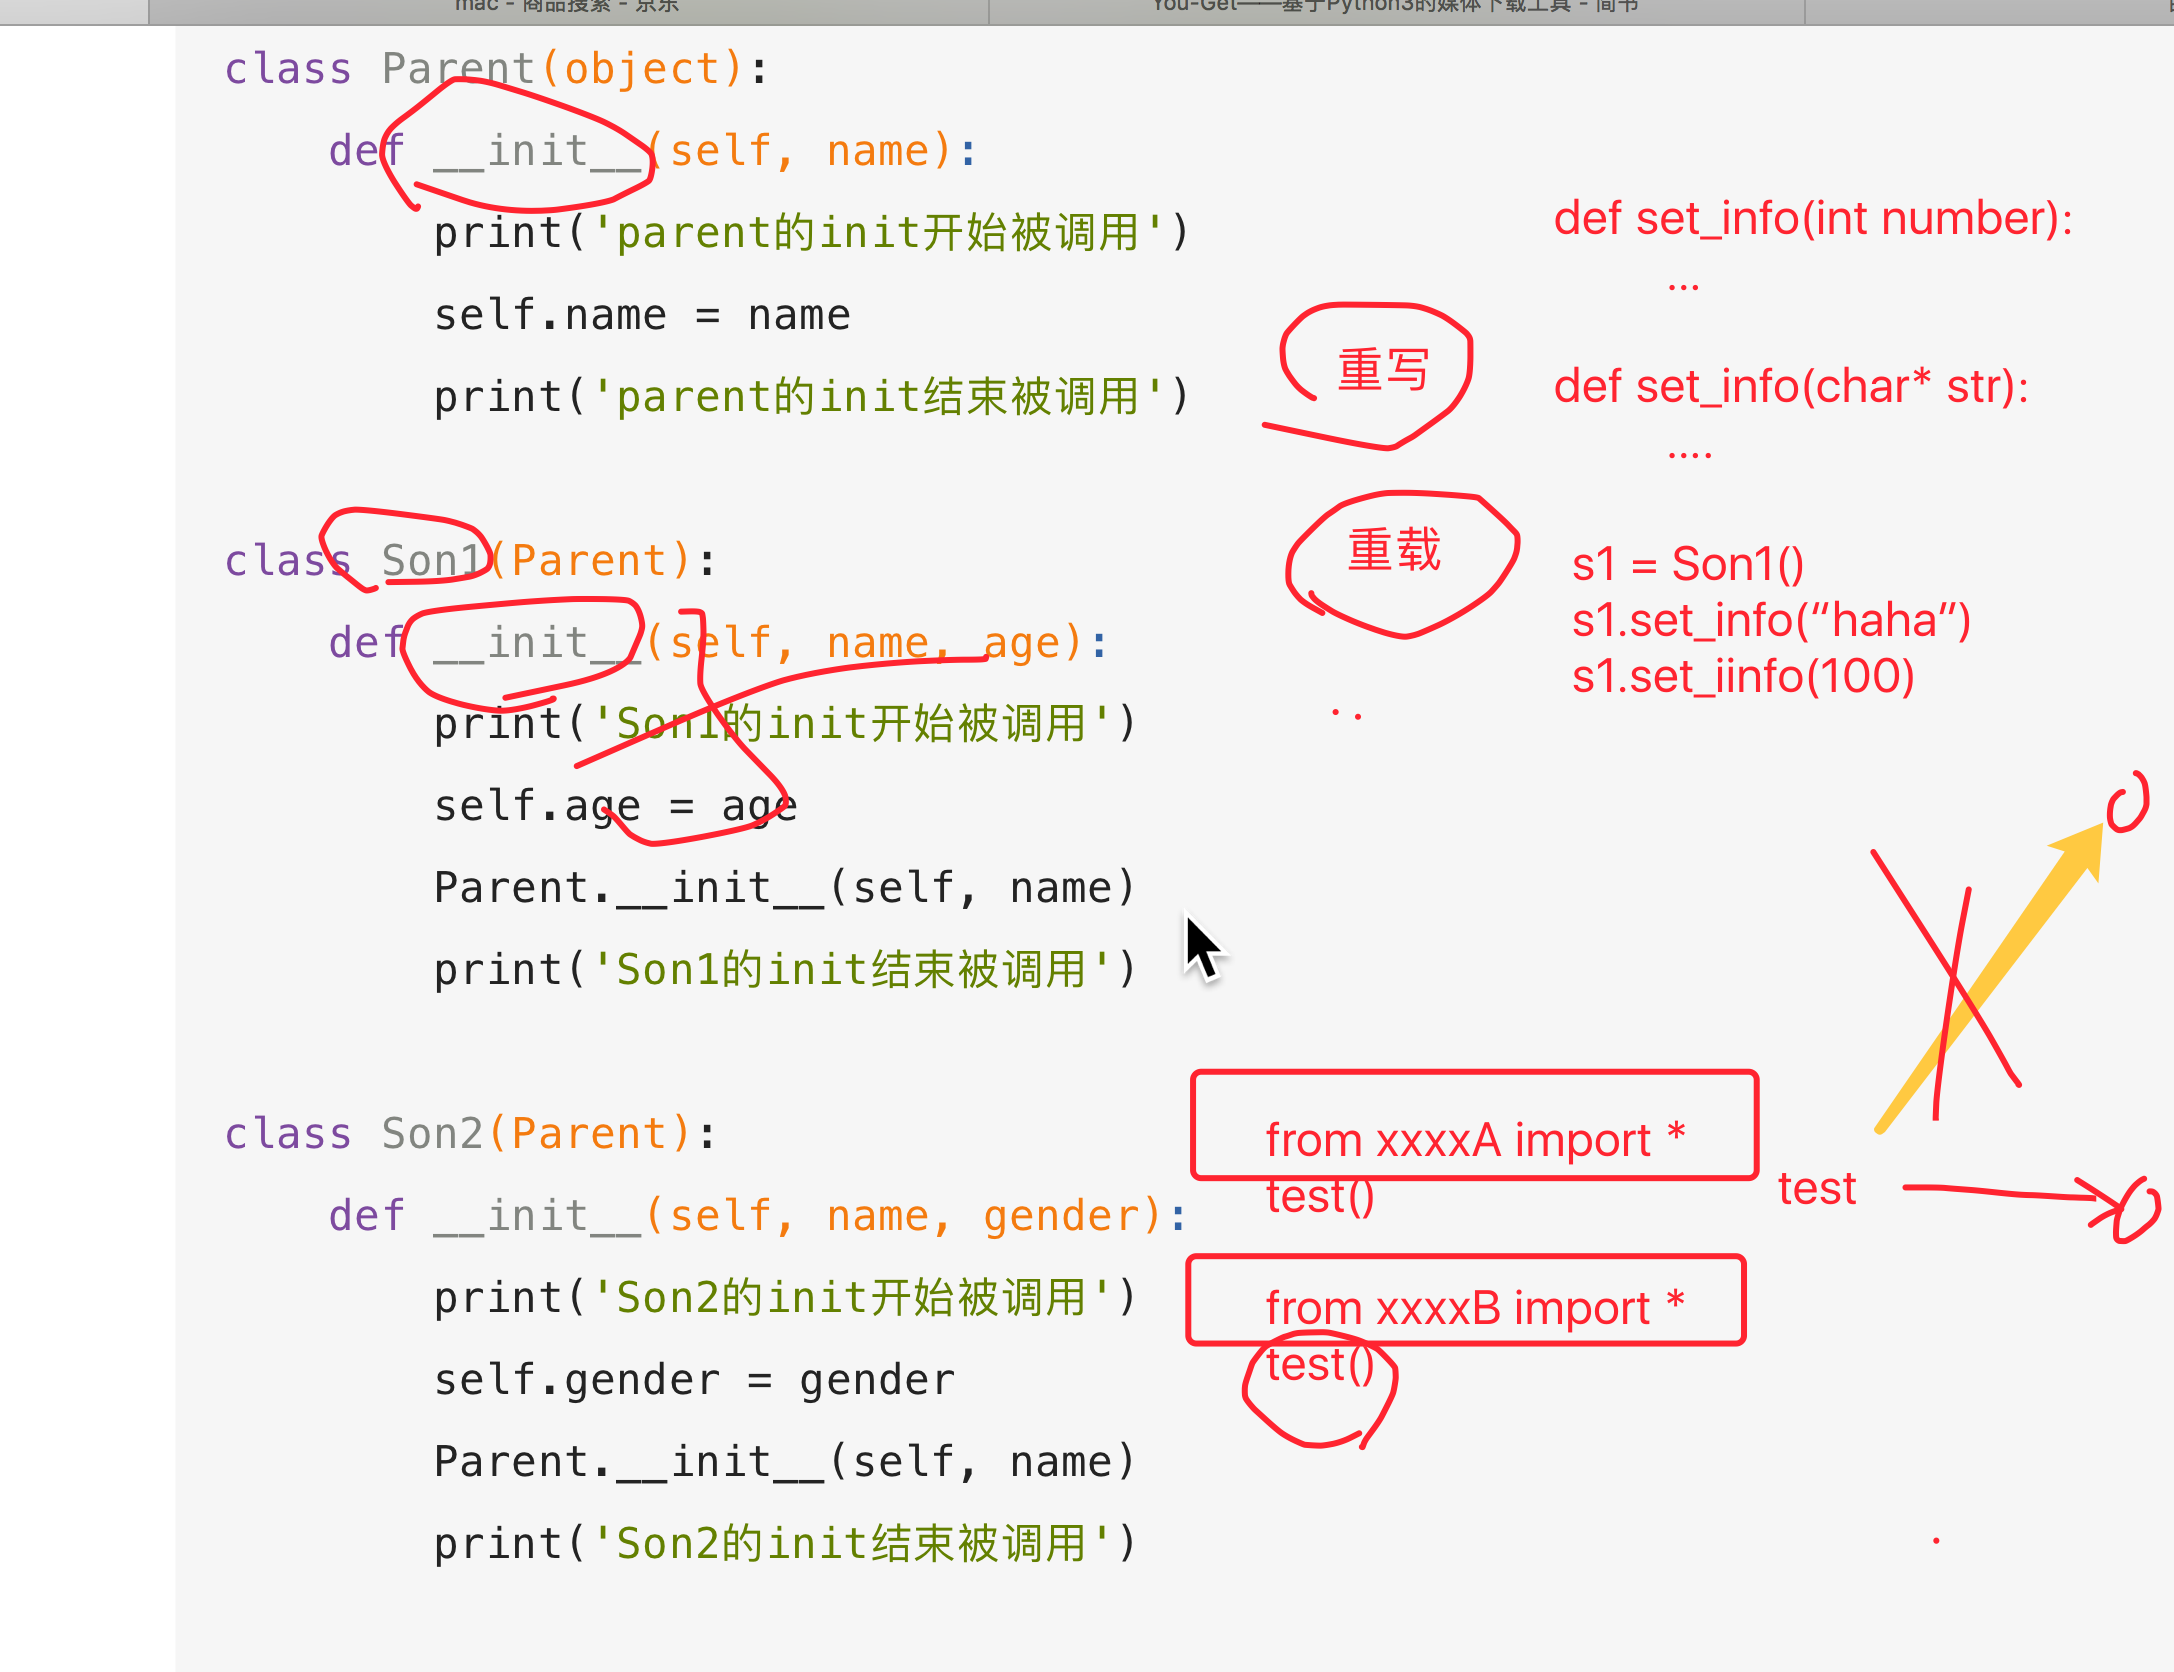 mac - 商品搜索 - 京东
You-Get——基于Python3的媒体下载工具 - 简书
class Parent(object):
def __init__(self, name):
print('parent的init开始被调用')
self.name = name
print('parent的init结束被调用')
class Son1(Parent):
def __init__(self, name, age):
print('Son1的init开始被调用')
self.age = age
Parent.__init__(self, name)
print('Son1的init结束被调用')
class Son2(Parent):
def __init__(self, name, gender):
print('Son2的init开始被调用')
self.gender = gender
Parent.__init__(self, name)
print('Son2的init结束被调用')
重写
重载
def set_info(int number):
...
def set_info(char* str):
....
s1 = Son1()
s1.set_info(“haha”)
s1.set_iinfo(100)
from xxxxA import *
test()
from xxxxB import *
test()
test